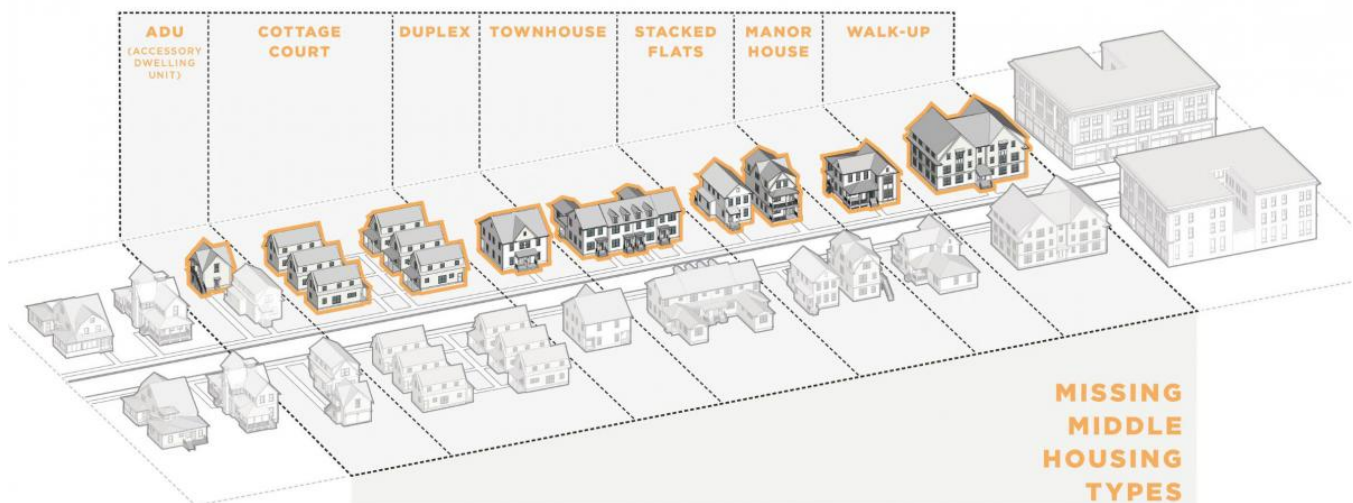 ADU
(ACCESSORY
DWELLING
UNIT)
COTTAGE
COURT
DUPLEX
TOWNHOUSE
STACKED
FLATS
MANOR
HOUSE
WALK-UP
MISSING
MIDDLE
HOUSING
TYPES